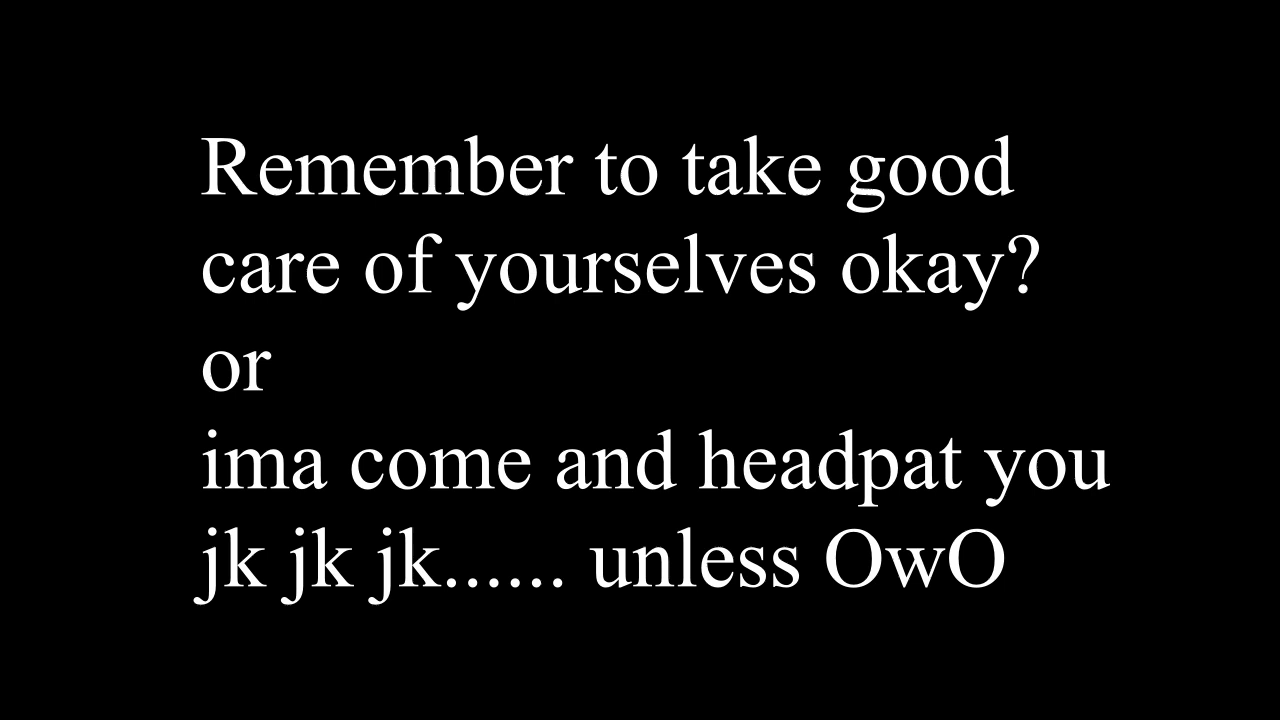 Remember to take good
care of yourselves okay?
or
ima come and headpat you
jk jk jk...... unless OwO